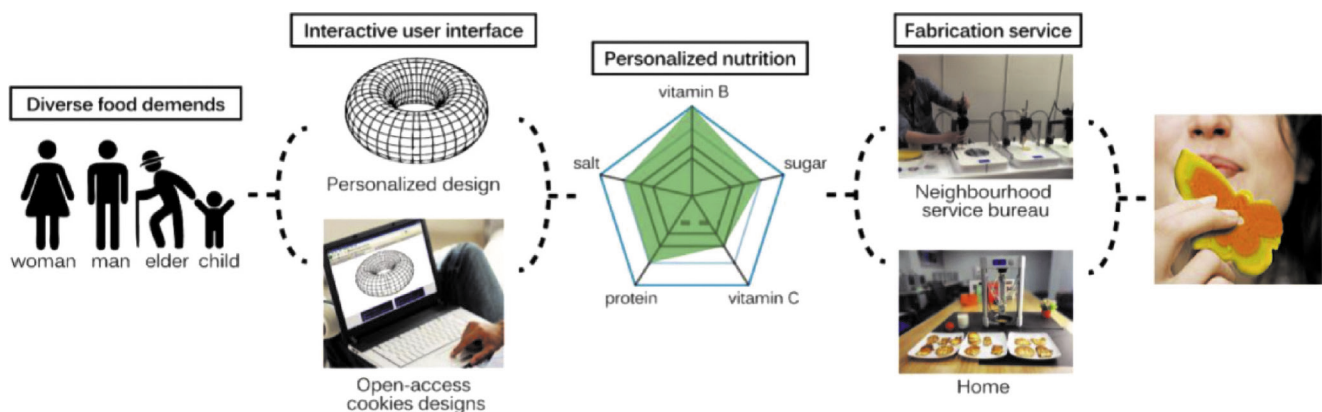 Diverse food demends
woman
man
elder
child
Interactive user interface
Personalized design
Open-access
cookies designs
Personalized nutrition
vitamin B
salt
sugar
protein
vitamin C
Fabrication service
Neighbourhood
service bureau
Home